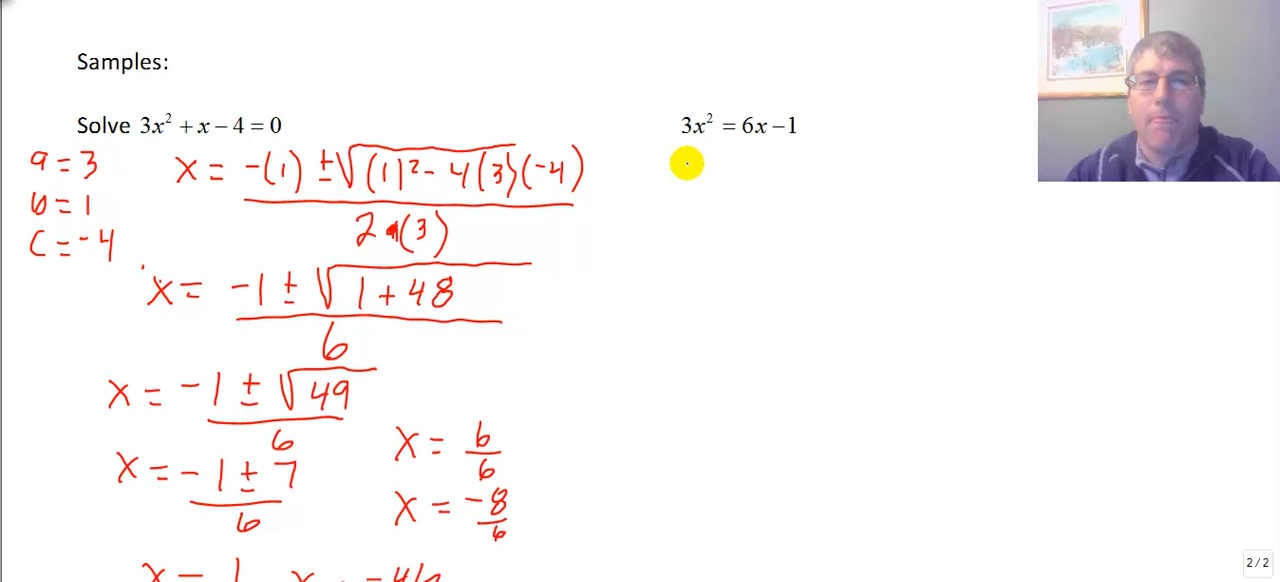 Samples:
Solve 3x² + x − 4 = 0
a = 3
b = 1
c = -4
x = -(1) ± √(1)² - 4(3)(-4)
2 (3)
x = -1 ± √1 + 48
6
x = -1 ± √49
6
x = -1 ± 7
6
x = 6/6
x = -8/6
x = 1 x
3x² = 6x − 1
2 / 2